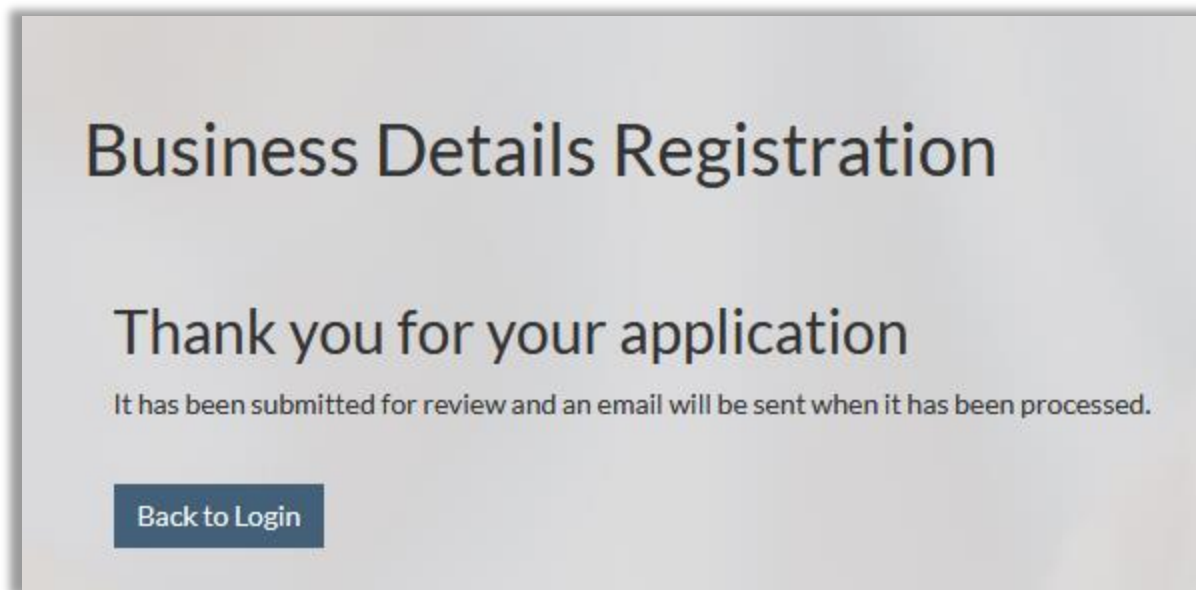 Business Details Registration
Thank you for your application
It has been submitted for review and an email will be sent when it has been processed.
Back to Login